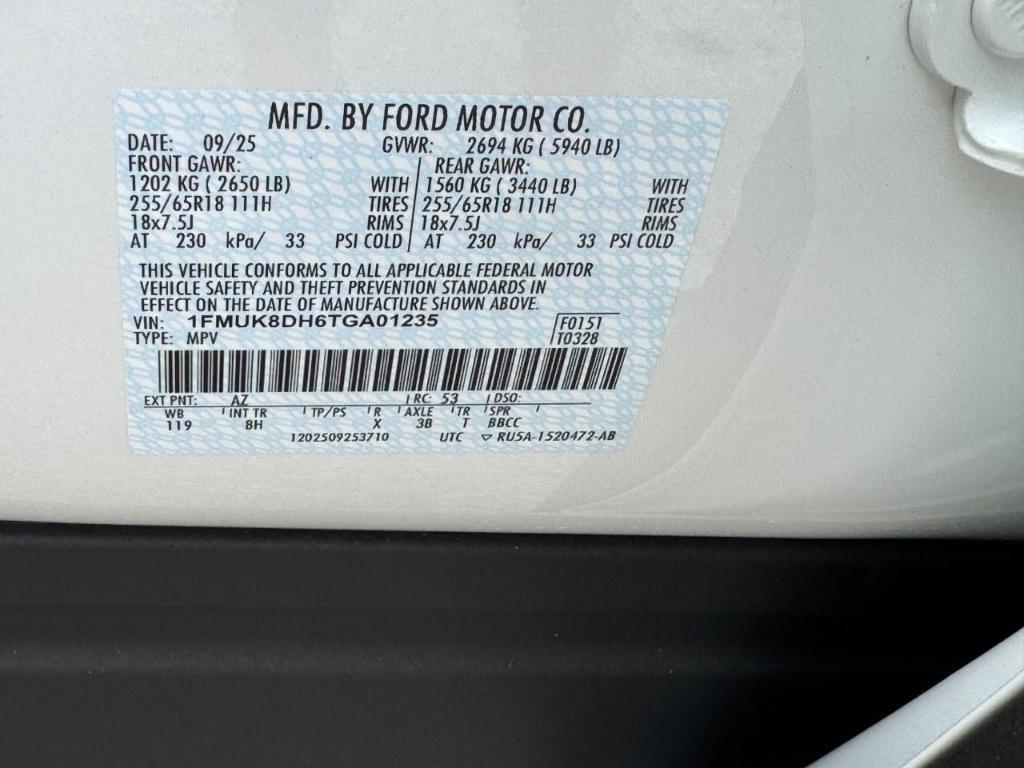 MFD. BY FORD MOTOR CO.
DATE: 09/25 GVWR: 2694 KG ( 5940 LB)
FRONT GAWR: REAR GAWR:
1202 KG ( 2650 LB) WITH 1560 KG ( 3440 LB) WITH
255/65R18 111H TIRES 255/65R18 111H TIRES
18x7.5J RIMS 18x7.5J RIMS
AT 230 kPa/ 33 PSI COLD AT 230 kPa/ 33 PSI COLD
THIS VEHICLE CONFORMS TO ALL APPLICABLE FEDERAL MOTOR
VEHICLE SAFETY AND THEFT PREVENTION STANDARDS IN
EFFECT ON THE DATE OF MANUFACTURE SHOWN ABOVE.
VIN: 1FMUK8DH6TGA01235 F0151
TYPE: MPV T0328
EXT PNT: AZ RC: 53 DSO:
WB INT TR TP/PS R AXLE TR SPR
119 8H X 3B T BBCC
1202509253710 UTC ▽ RU5A-1520472-AB